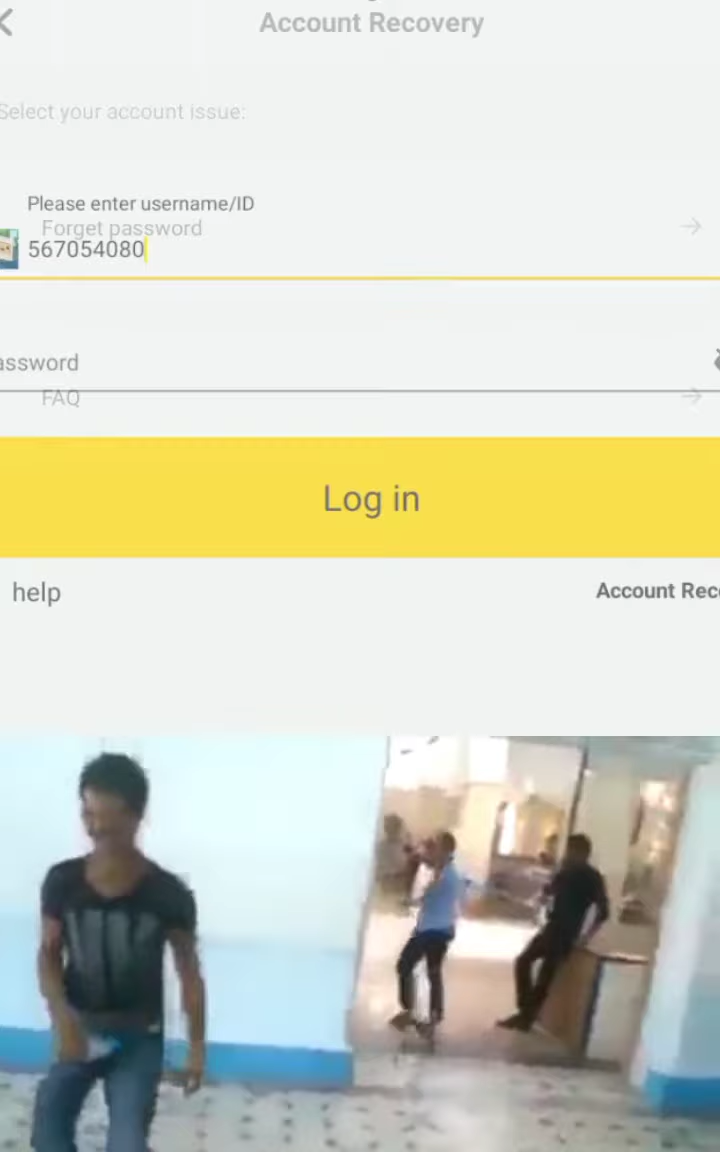 Account Recovery
Select your account issue:
Please enter username/ID
Forget password
567054080
assword
FAQ
Log in
help
Account Rec